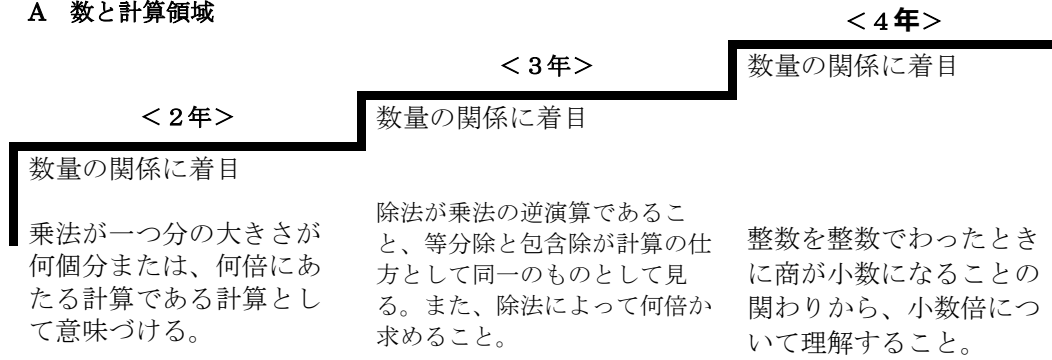 A 数と計算領域
＜２年＞
数量の関係に着目
乗法が一つ分の大きさが
何個分または、何倍にあ
たる計算である計算とし
て意味づける。
＜３年＞
数量の関係に着目
除法が乗法の逆演算であるこ
と、等分除と包含除が計算の仕
方として同一のものとして見
る。また、除法によって何倍か
求めること。
＜４年＞
数量の関係に着目
整数を整数でわったとき
に商が小数になることの
関わりから、小数倍につ
いて理解すること。